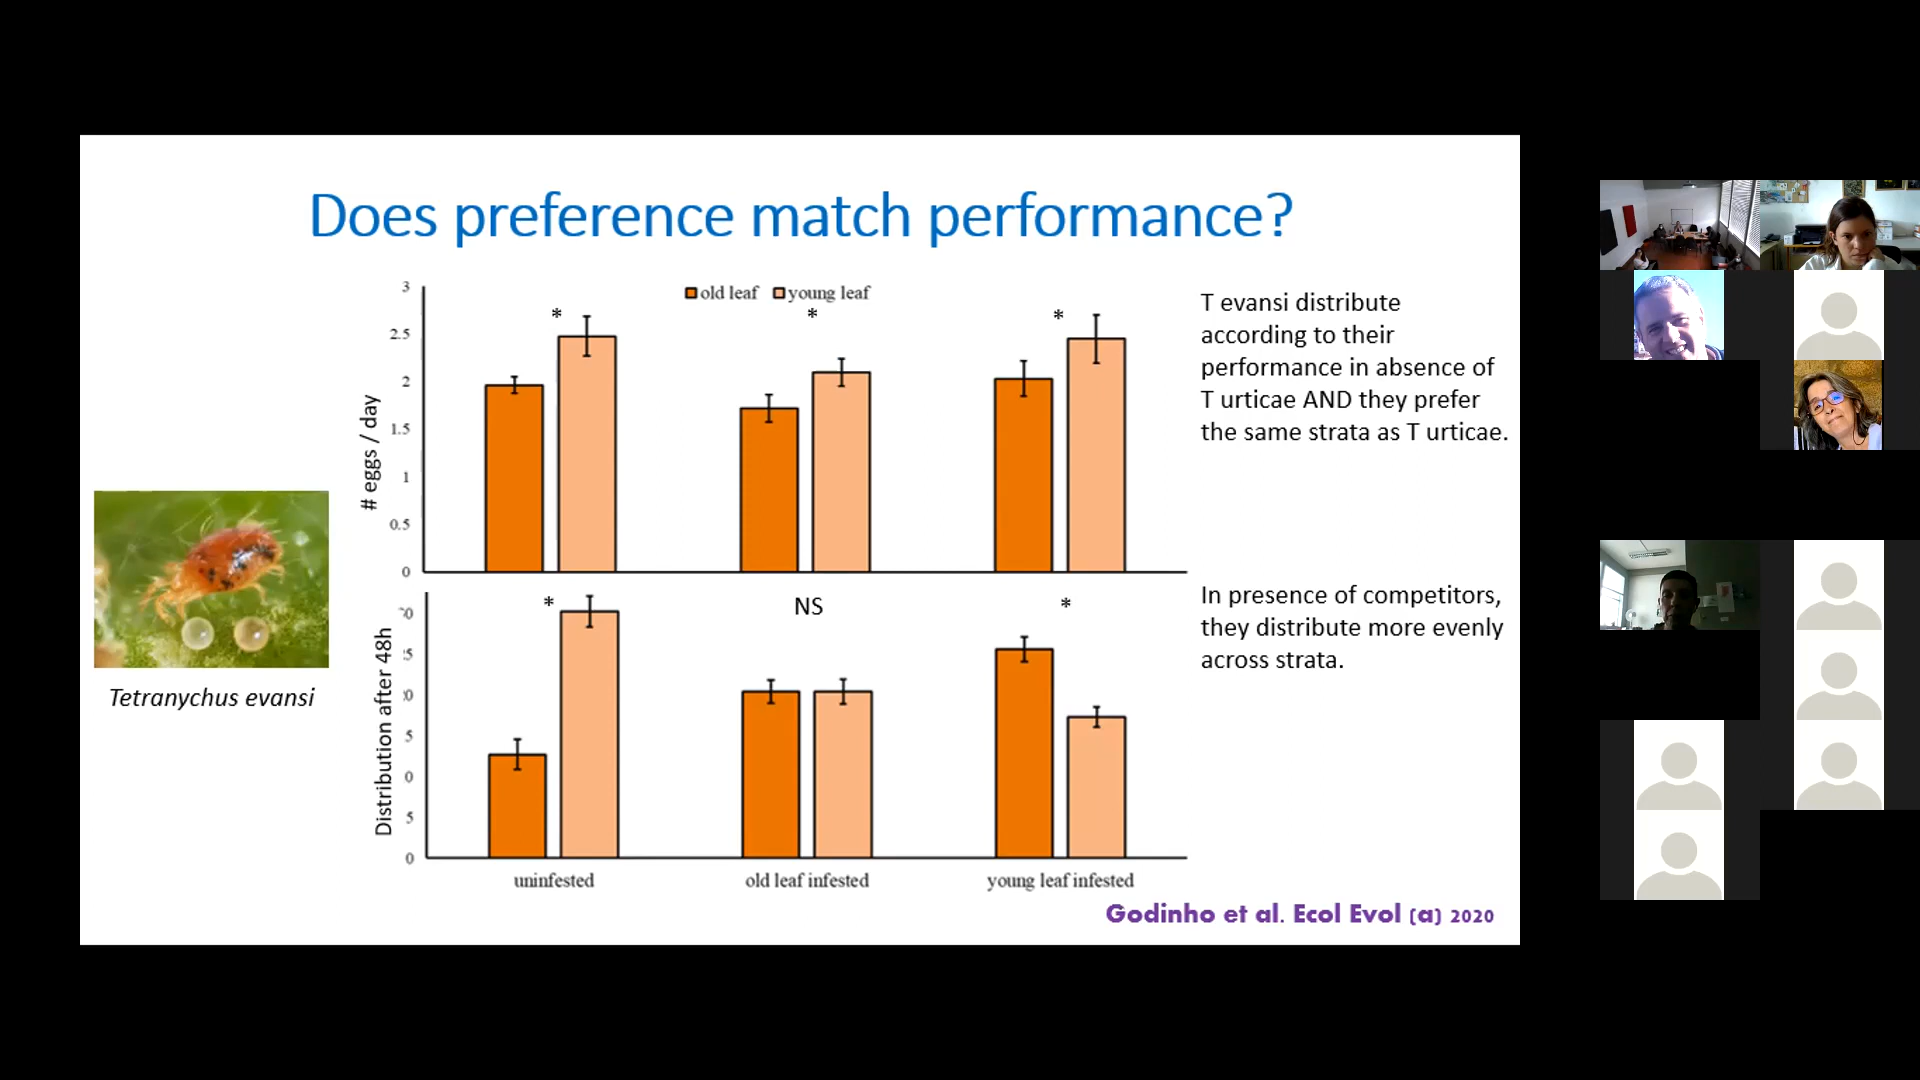 Does preference match performance?
old leaf young leaf
3
2.5
2
1.5
1
0.5
0
# eggs / day
* * *
T evansi distribute
according to their
performance in absence of
T urticae AND they prefer
the same strata as T urticae.
Tetranychus evansi
Distribution after 48h
5
0
5
0
* NS *
In presence of competitors,
they distribute more evenly
across strata.
uninfested old leaf infested young leaf infested
Godinho et al. Ecol Evol (a) 2020